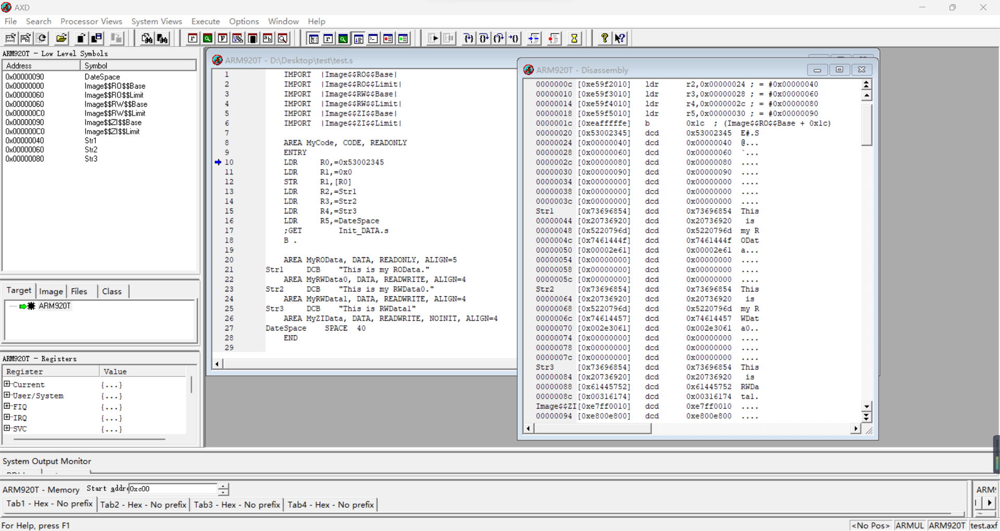 AXD
File Search Processor Views System Views Execute Options Window Help
ARM920T - Low Level Symbols
Address Symbol
0x00000090 DateSpace
0x00000000 Image$$RO$$Base
0x00000060 Image$$RO$$Limit
0x00000060 Image$$RW$$Base
0x000000C0 Image$$RW$$Limit
0x00000090 Image$$ZI$$Base
0x000000C0 Image$$ZI$$Limit
0x00000040 Str1
0x00000060 Str2
0x00000080 Str3
Target Image Files Class
ARM920T
ARM920T - Registers
Register Value
Current {...}
User/System {...}
FIQ {...}
IRQ {...}
SVC {...}
ARM920T - D:\Desktop\test\test.s
1 IMPORT |Image$$RO$$Base|
2 IMPORT |Image$$RO$$Limit|
3 IMPORT |Image$$RW$$Base|
4 IMPORT |Image$$RW$$Limit|
5 IMPORT |Image$$ZI$$Base|
6 IMPORT |Image$$ZI$$Limit|
7
8 AREA MyCode, CODE, READONLY
9 ENTRY
10 LDR R0,=0x53002345
11 LDR R1,=0x0
12 STR R1,[R0]
13 LDR R2,=Str1
14 LDR R3,=Str2
15 LDR R4,=Str3
16 LDR R5,=DateSpace
17 ;GET Init_DATA.s
18 B .
19
20 AREA MyROData, DATA, READONLY, ALIGN=5
21 Str1 DCB "This is my ROData."
22 AREA MyRWData0, DATA, READWRITE, ALIGN=4
23 Str2 DCB "This is my RWData0."
24 AREA MyRWData1, DATA, READWRITE, ALIGN=4
25 Str3 DCB "This is RWData1"
26 AREA MyZIData, DATA, READWRITE, NOINIT, ALIGN=4
27 DateSpace SPACE 40
28 END
29
ARM920T - Disassembly
0000000c [0xe59f2010] ldr r2,0x00000024 ; = #0x00000040
00000010 [0xe59f3010] ldr r3,0x00000028 ; = #0x00000060
00000014 [0xe59f4010] ldr r4,0x0000002c ; = #0x00000080
00000018 [0xe59f5010] ldr r5,0x00000030 ; = #0x00000090
0000001c [0xeafffffe] b 0x1c ; (Image$$RO$$Base + 0x1c)
00000020 [0x53002345] dcd 0x53002345 E#.S
00000024 [0x00000040] dcd 0x00000040 @...
00000028 [0x00000060] dcd 0x00000060 `...
0000002c [0x00000080] dcd 0x00000080 ....
00000030 [0x00000090] dcd 0x00000090 ....
00000034 [0x00000000] dcd 0x00000000 ....
00000038 [0x00000000] dcd 0x00000000 ....
0000003c [0x00000000] dcd 0x00000000 ....
Str1 [0x73696854] dcd 0x73696854 This
00000044 [0x20736920] dcd 0x20736920 is
00000048 [0x5220796d] dcd 0x5220796d my R
0000004c [0x7461444f] dcd 0x7461444f ODat
00000050 [0x00002e61] dcd 0x00002e61 a...
00000054 [0x00000000] dcd 0x00000000 ....
00000058 [0x00000000] dcd 0x00000000 ....
0000005c [0x00000000] dcd 0x00000000 ....
Str2 [0x73696854] dcd 0x73696854 This
00000064 [0x20736920] dcd 0x20736920 is
00000068 [0x5220796d] dcd 0x5220796d my R
0000006c [0x74614457] dcd 0x74614457 WDat
00000070 [0x002e3061] dcd 0x002e3061 a0..
00000074 [0x00000000] dcd 0x00000000 ....
00000078 [0x00000000] dcd 0x00000000 ....
0000007c [0x00000000] dcd 0x00000000 ....
Str3 [0x73696854] dcd 0x73696854 This
00000084 [0x20736920] dcd 0x20736920 is
00000088 [0x61445752] dcd 0x61445752 RWDa
0000008c [0x00316174] dcd 0x00316174 ta1.
Image$$ZI [0xe7ff0010] dcd 0xe7ff0010 ....
00000094 [0xe800e800] dcd 0xe800e800 ....
System Output Monitor
ARM920T - Memory Start addre 0xc00
Tab1 - Hex - No prefix Tab2 - Hex - No prefix Tab3 - Hex - No prefix Tab4 - Hex - No prefix
For Help, press F1
<No Pos> ARMUL ARM920T test.axf